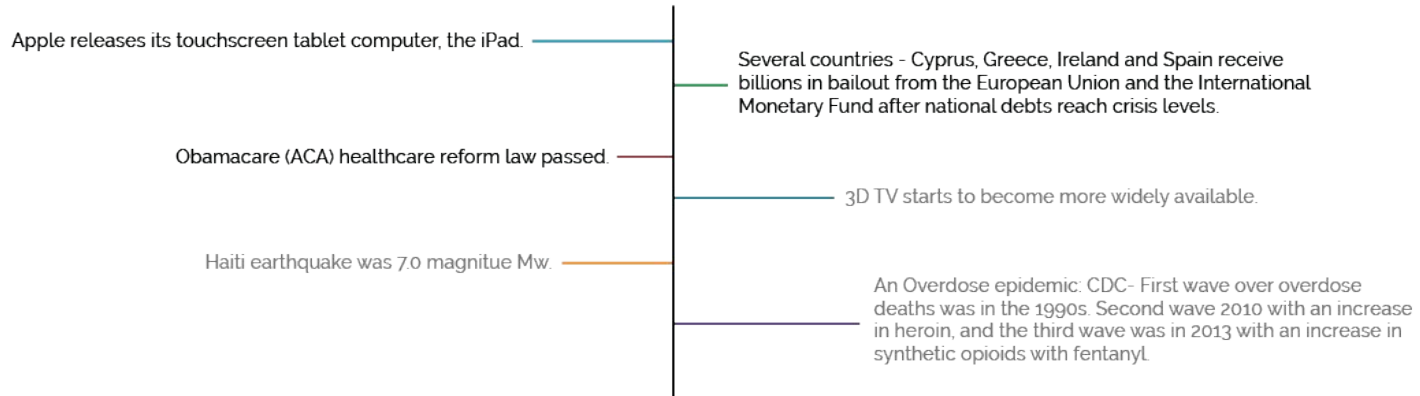 Apple releases its touchscreen tablet computer, the iPad.
Several countries - Cyprus, Greece, Ireland and Spain receive
billions in bailout from the European Union and the International
Monetary Fund after national debts reach crisis levels.
Obamacare (ACA) healthcare reform law passed.
3D TV starts to become more widely available.
Haiti earthquake was 7.0 magnitue Mw.
An Overdose epidemic: CDC- First wave over overdose
deaths was in the 1990s. Second wave 2010 with an increase
in heroin, and the third wave was in 2013 with an increase in
synthetic opioids with fentanyl.